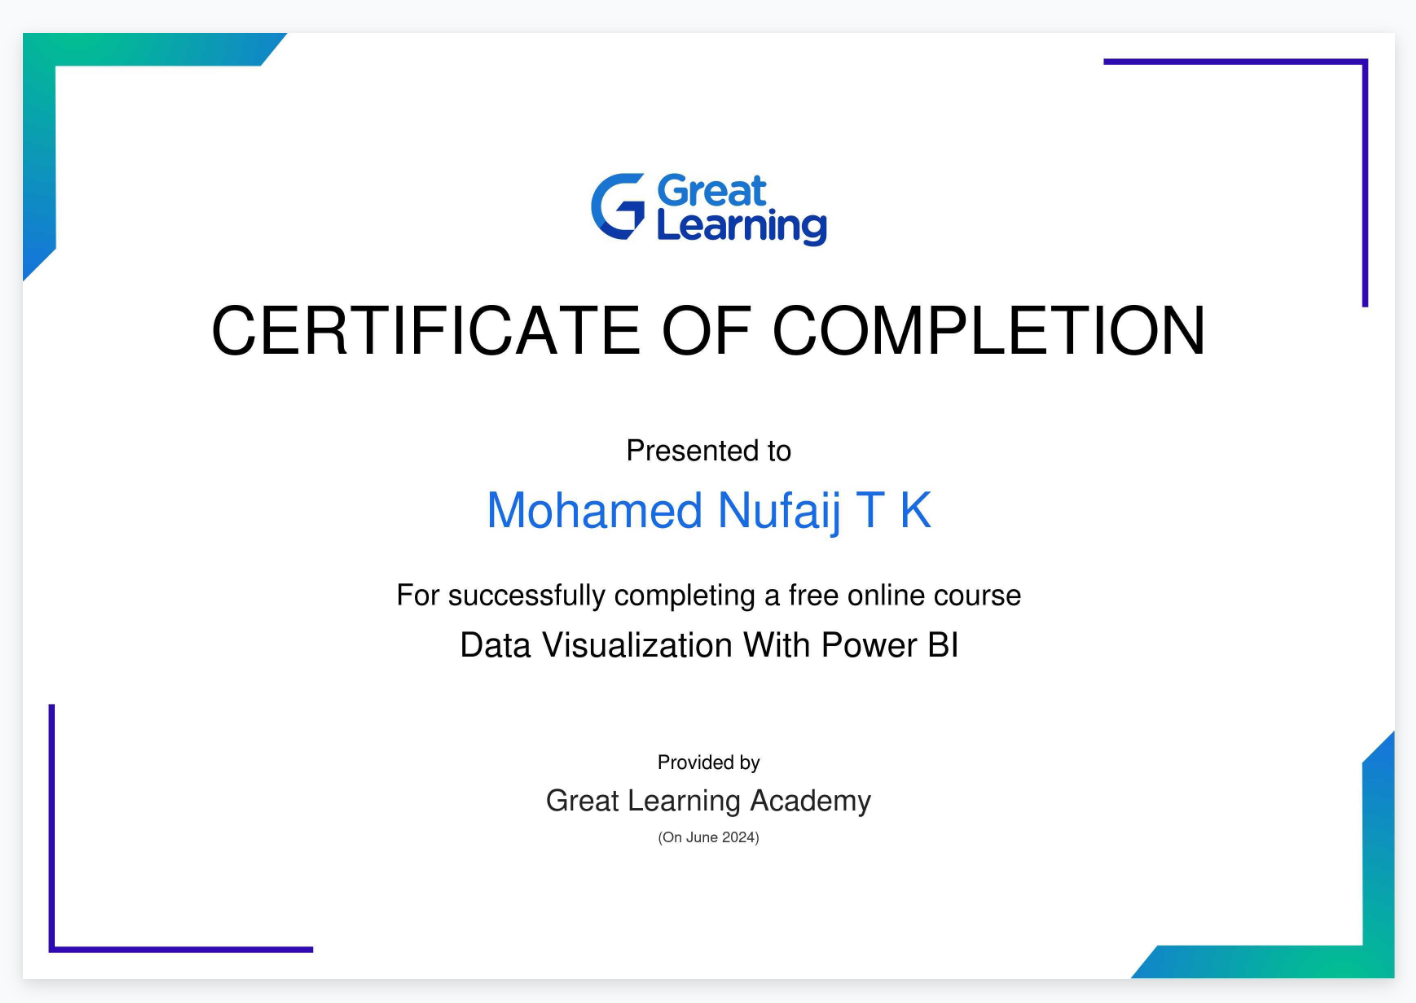 Great
Learning
CERTIFICATE OF COMPLETION
Presented to
Mohamed Nufaij T K
For successfully completing a free online course
Data Visualization With Power BI
Provided by
Great Learning Academy
(On June 2024)